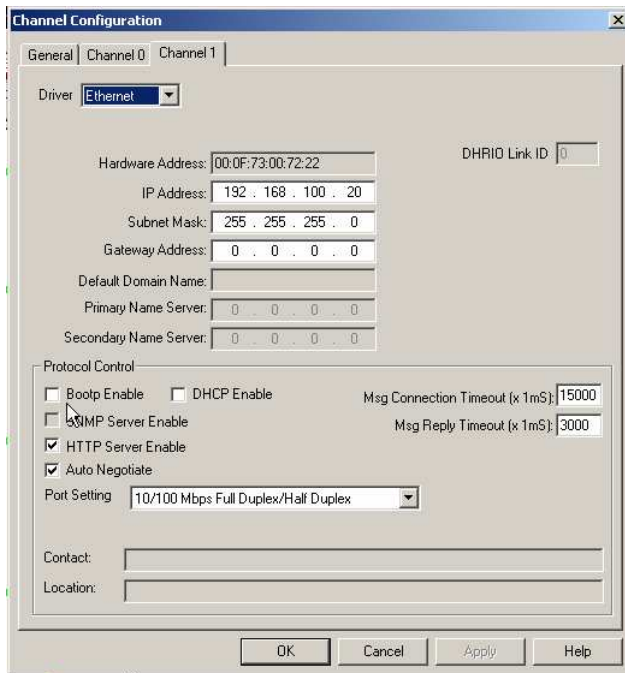 Channel Configuration
General Channel 0 Channel 1
Driver Ethernet
DHRIO Link ID 0
Hardware Address: 00:0F:73:00:72:22
IP Address: 192 . 168 . 100 . 20
Subnet Mask: 255 . 255 . 255 . 0
Gateway Address: 0 . 0 . 0 . 0
Default Domain Name:
Primary Name Server: 0 . 0 . 0 . 0
Secondary Name Server: 0 . 0 . 0 . 0
Protocol Control
Bootp Enable DHCP Enable Msg Connection Timeout (x 1mS): 15000
SNMP Server Enable Msg Reply Timeout (x 1mS): 3000
HTTP Server Enable
Auto Negotiate
Port Setting 10/100 Mbps Full Duplex/Half Duplex
Contact:
Location:
OK Cancel Apply Help